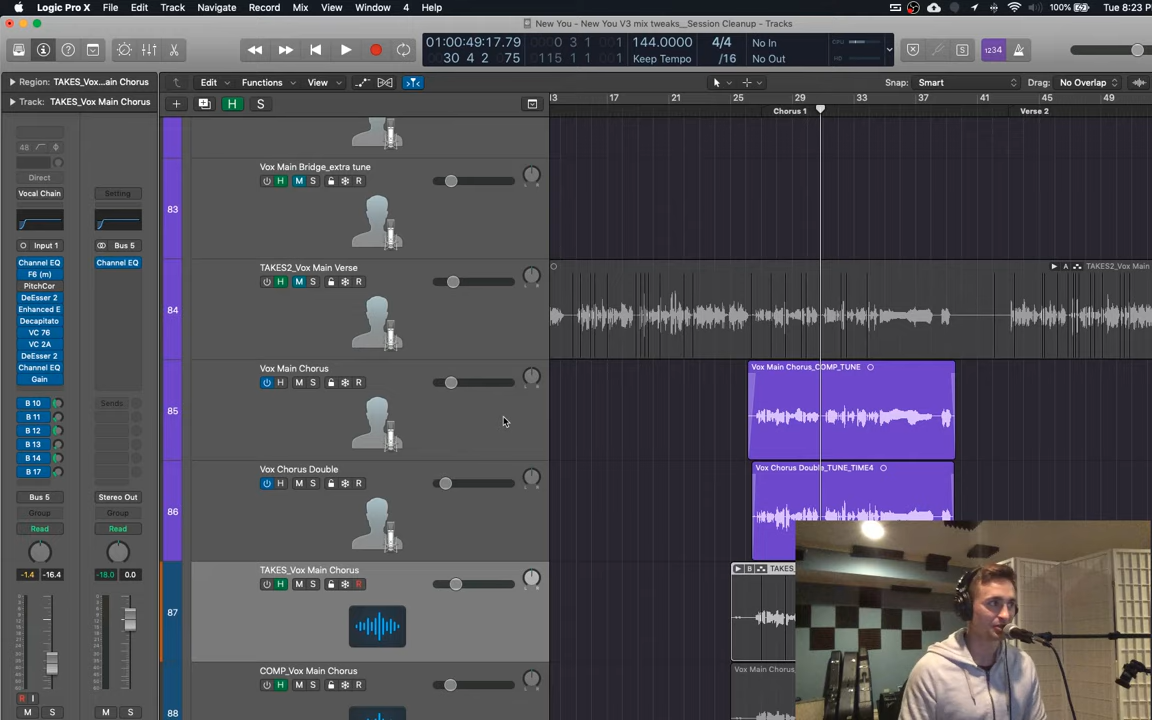 Logic Pro X File Edit Track Navigate Record Mix View Window 4 Help 100% Tue 8:23 P
New You - New You V3 mix tweaks__Session Cleanup - Tracks
01:00:49:17.79 0 3 1 1 144.0000 4/4 No In
30 4 2 75 1 Keep Tempo /16 No Out 1234
Region: TAKES_Vox...ain Chorus Edit Functions View Snap: Smart Drag: No Overlap
Track: TAKES_Vox Main Chorus H S 17 21 25 29 33 37 41 45 49
Chorus 1 Verse 2
48
Direct
Vocal Chain Setting
Input 1 Bus 5
Channel EQ Channel EQ
F6 (m)
PitchCor
DeEsser 2
Enhanced E
Decapitato
VC 76
VC 2A
DeEsser 2
Channel EQ
Gain
B 10 Sends
B 11
B 12
B 13
B 14
B 17
Bus 5 Stereo Out
Group Group
Read Read
-1.4 -16.4 -18.0 0.0
R I
M S M S
Vox Main Bridge_extra tune
H M S R
83
TAKES2_Vox Main Verse
H M S R
84
TAKES2_Vox Main
Vox Main Chorus
H M S R
85
Vox Main Chorus_COMP_TUNE
Vox Chorus Double
H M S R
86
Vox Chorus Double_TUNE_TIME4
TAKES_Vox Main Chorus
H M S R
87
B TAKES_
COMP_Vox Main Chorus
H M S R
88
Vox Main Chorus